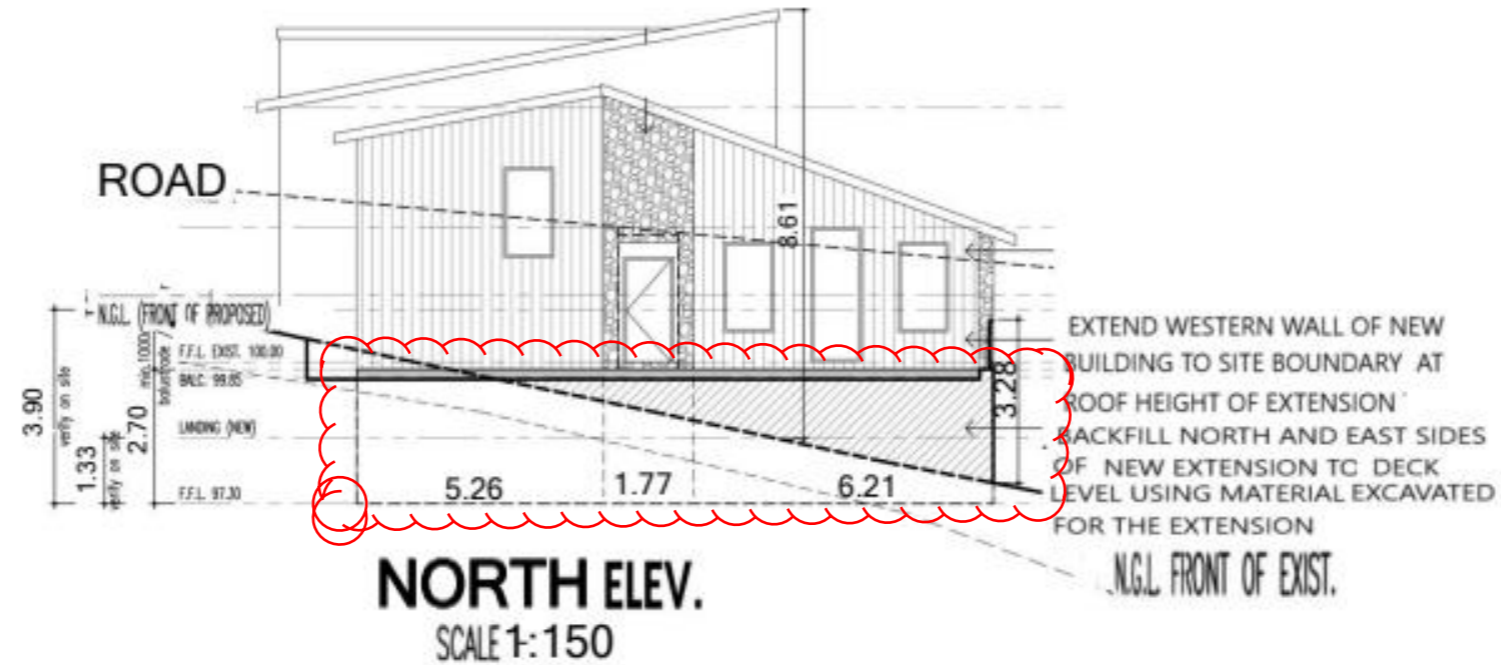 ROAD
8.61
N.G.L. (FRONT OF PROPOSED)
F.F.L. EXIST. 100.00
BALC. 99.85
LANDING (NEW)
F.F.L. 97.30
3.90
verify on site
1.33
verify on site
2.70
min. 1000
balustrade
5.26
1.77
6.21
3.28
EXTEND WESTERN WALL OF NEW
BUILDING TO SITE BOUNDARY AT
ROOF HEIGHT OF EXTENSION
BACKFILL NORTH AND EAST SIDES
OF NEW EXTENSION TO DECK
LEVEL USING MATERIAL EXCAVATED
FOR THE EXTENSION
N.G.L. FRONT OF EXIST.
NORTH ELEV.
SCALE 1:150